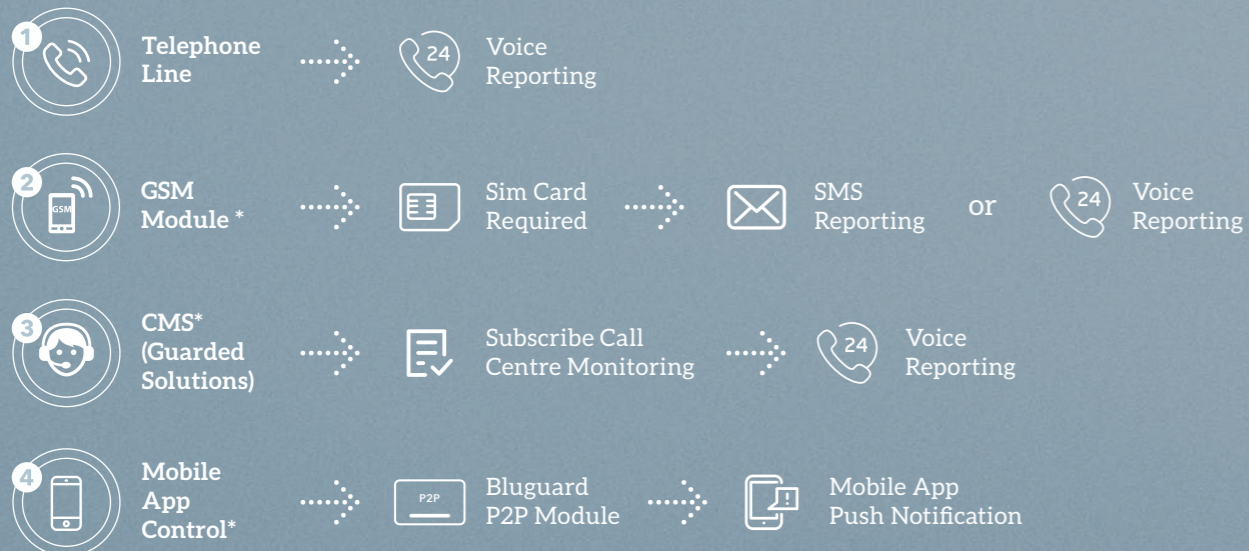 1
Telephone
Line
24
Voice
Reporting
2
GSM
GSM
Module *
Sim Card
Required
SMS
Reporting
or
24
Voice
Reporting
3
CMS*
(Guarded
Solutions)
Subscribe Call
Centre Monitoring
24
Voice
Reporting
4
Mobile
App
Control*
P2P
Bluguard
P2P Module
!
Mobile App
Push Notification